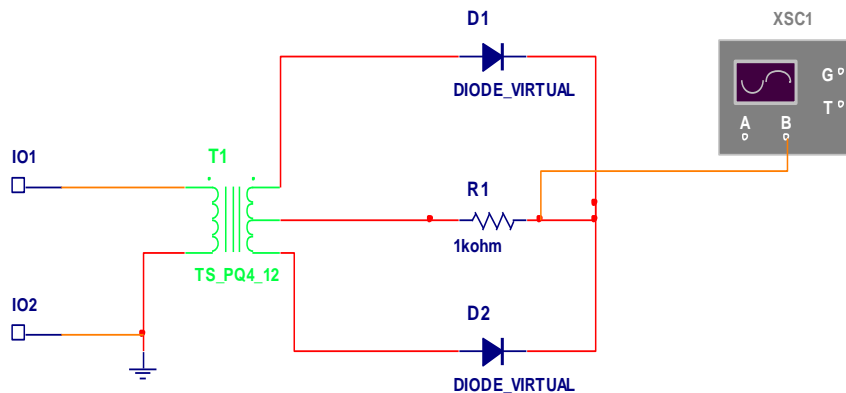 D1
XSC1
DIODE_VIRTUAL
G
T
A B
IO1
T1
R1
1kohm
TS_PQ4_12
IO2
D2
DIODE_VIRTUAL